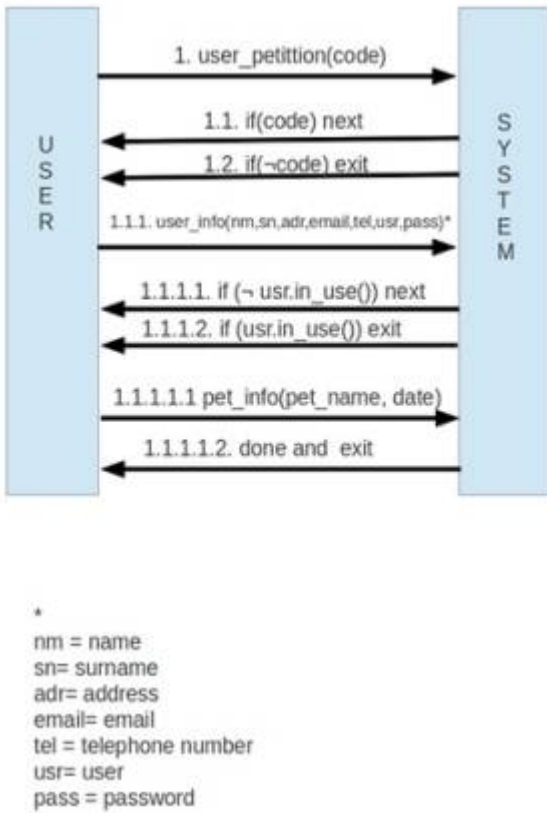 USER
SYSTEM
1. user_petittion(code)
1.1. if(code) next
1.2. if(¬code) exit
1.1.1. user_info(nm,sn,adr,email,tel,usr,pass)*
1.1.1.1. if (¬ usr.in_use()) next
1.1.1.2. if (usr.in_use()) exit
1.1.1.1.1 pet_info(pet_name, date)
1.1.1.1.2. done and exit
*
nm = name
sn= surname
adr= address
email= email
tel = telephone number
usr= user
pass = password